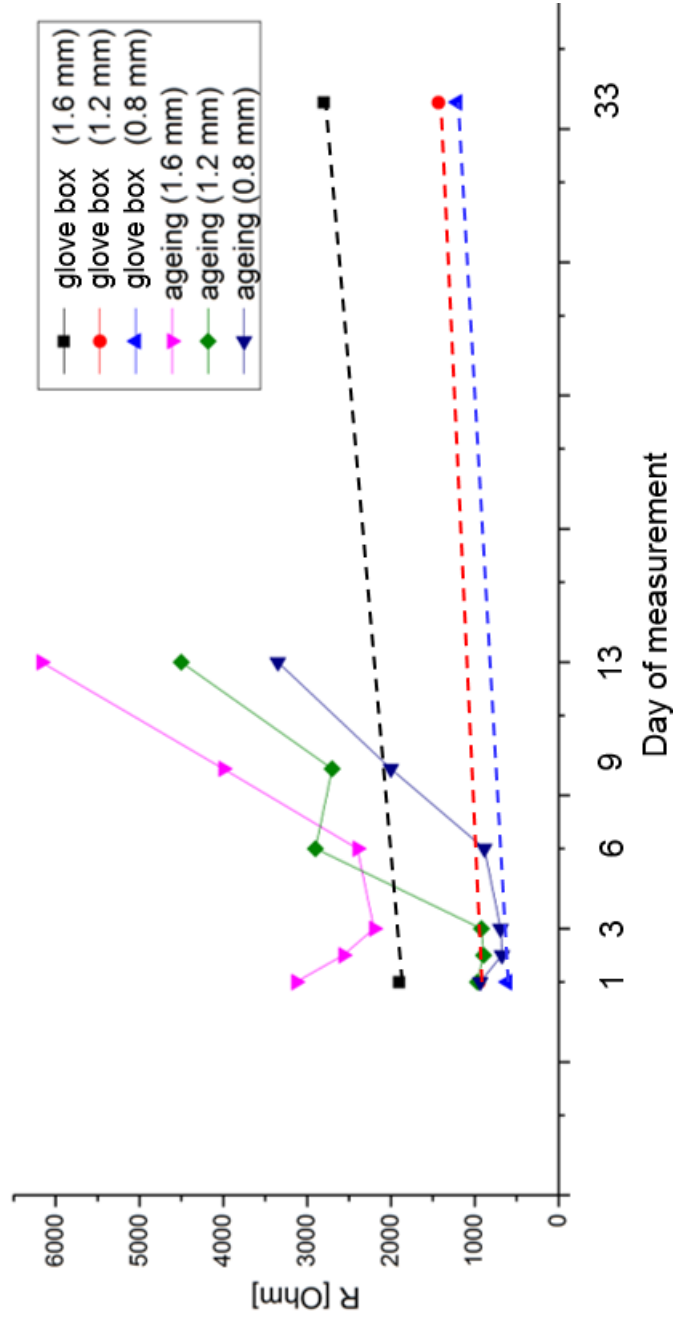 glove box (1.6 mm)
glove box (1.2 mm)
glove box (0.8 mm)
ageing (1.6 mm)
ageing (1.2 mm)
ageing (0.8 mm)
R [Ohm]
6000
5000
4000
3000
2000
1000
0
1 3 6 9 13 33
Day of measurement